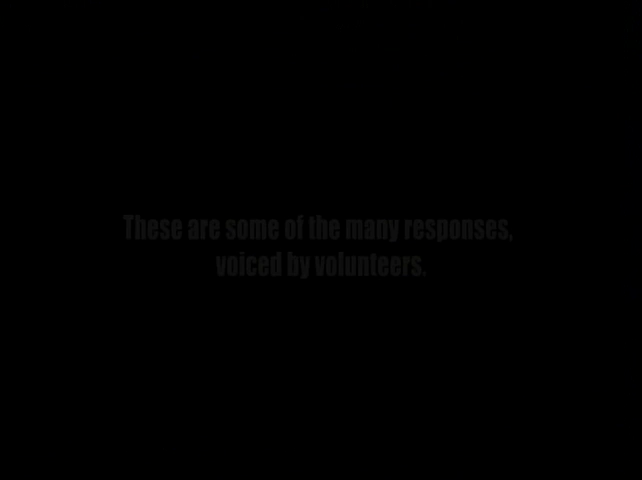 These are some of the many responses,
voiced by volunteers.